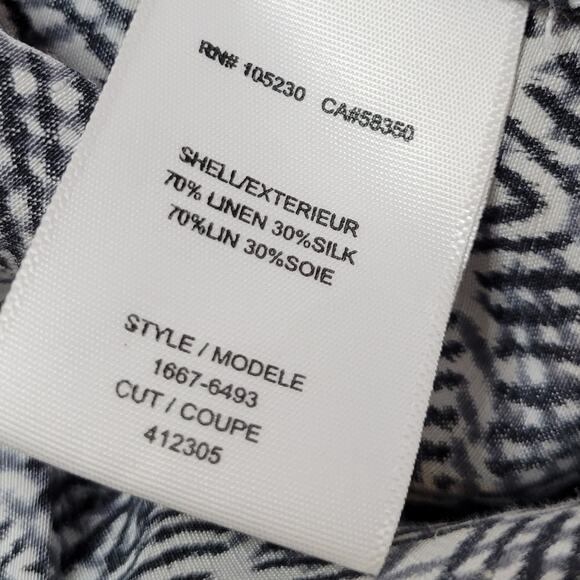 RN# 105230 CA#58350
SHELL/EXTERIEUR
70% LINEN 30%SILK
70%LIN 30%SOIE
STYLE / MODELE
1667-6493
CUT / COUPE
412305